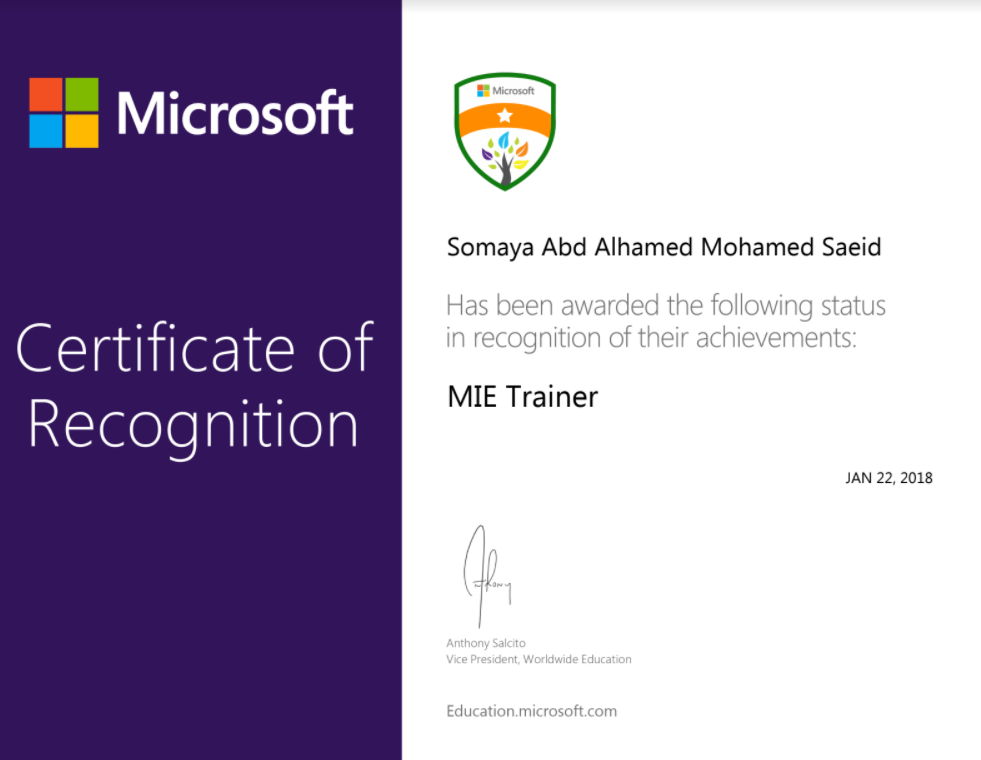 Microsoft
Certificate of
Recognition
Microsoft
Somaya Abd Alhamed Mohamed Saeid
Has been awarded the following status
in recognition of their achievements:
MIE Trainer
JAN 22, 2018
Anthony
Anthony Salcito
Vice President, Worldwide Education
Education.microsoft.com